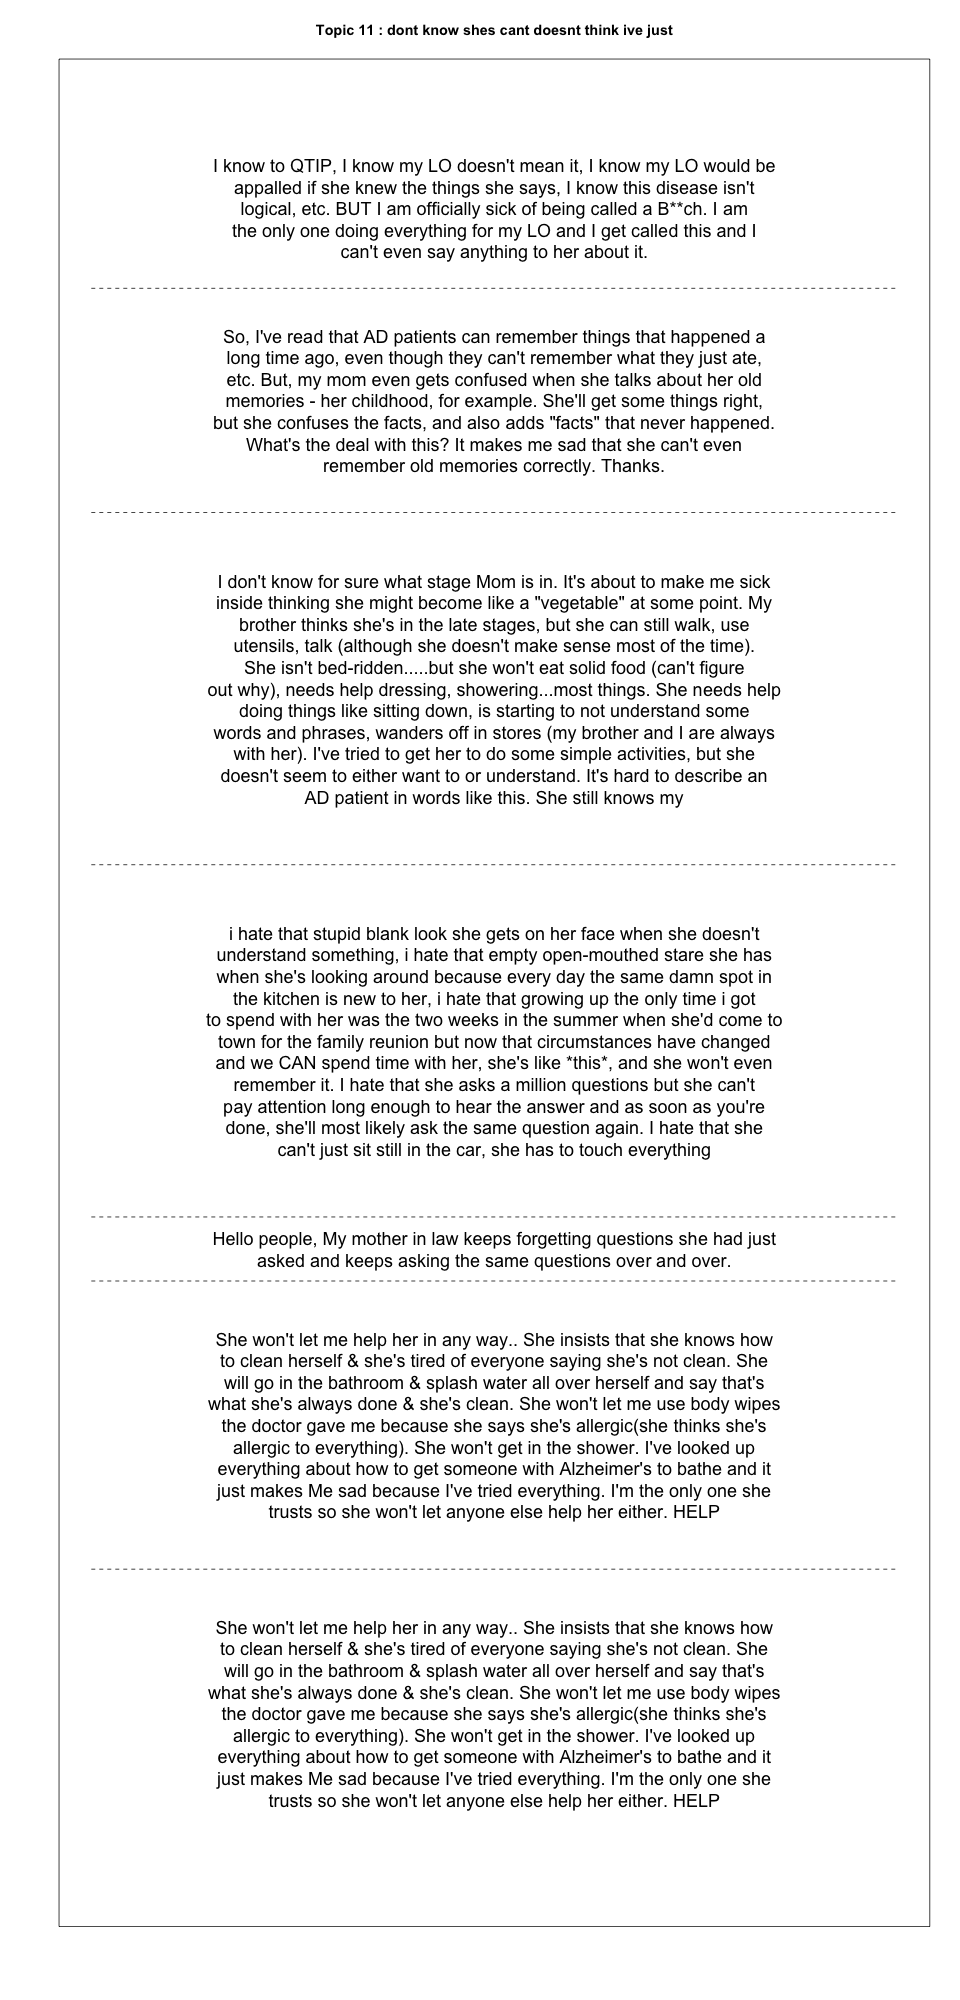 Topic 11 : dont know shes cant doesnt think ive just
I know to QTIP, I know my LO doesn't mean it, I know my LO would be
appalled if she knew the things she says, I know this disease isn't
logical, etc. BUT I am officially sick of being called a B**ch. I am
the only one doing everything for my LO and I get called this and I
can't even say anything to her about it.
So, I've read that AD patients can remember things that happened a
long time ago, even though they can't remember what they just ate,
etc. But, my mom even gets confused when she talks about her old
memories - her childhood, for example. She'll get some things right,
but she confuses the facts, and also adds "facts" that never happened.
What's the deal with this? It makes me sad that she can't even
remember old memories correctly. Thanks.
I don't know for sure what stage Mom is in. It's about to make me sick
inside thinking she might become like a "vegetable" at some point. My
brother thinks she's in the late stages, but she can still walk, use
utensils, talk (although she doesn't make sense most of the time).
She isn't bed-ridden.....but she won't eat solid food (can't figure
out why), needs help dressing, showering...most things. She needs help
doing things like sitting down, is starting to not understand some
words and phrases, wanders off in stores (my brother and I are always
with her). I've tried to get her to do some simple activities, but she
doesn't seem to either want to or understand. It's hard to describe an
AD patient in words like this. She still knows my
i hate that stupid blank look she gets on her face when she doesn't
understand something, i hate that empty open-mouthed stare she has
when she's looking around because every day the same damn spot in
the kitchen is new to her, i hate that growing up the only time i got
to spend with her was the two weeks in the summer when she'd come to
town for the family reunion but now that circumstances have changed
and we CAN spend time with her, she's like *this*, and she won't even
remember it. I hate that she asks a million questions but she can't
pay attention long enough to hear the answer and as soon as you're
done, she'll most likely ask the same question again. I hate that she
can't just sit still in the car, she has to touch everything
Hello people, My mother in law keeps forgetting questions she had just
asked and keeps asking the same questions over and over.
She won't let me help her in any way.. She insists that she knows how
to clean herself & she's tired of everyone saying she's not clean. She
will go in the bathroom & splash water all over herself and say that's
what she's always done & she's clean. She won't let me use body wipes
the doctor gave me because she says she's allergic(she thinks she's
allergic to everything). She won't get in the shower. I've looked up
everything about how to get someone with Alzheimer's to bathe and it
just makes Me sad because I've tried everything. I'm the only one she
trusts so she won't let anyone else help her either. HELP
She won't let me help her in any way.. She insists that she knows how
to clean herself & she's tired of everyone saying she's not clean. She
will go in the bathroom & splash water all over herself and say that's
what she's always done & she's clean. She won't let me use body wipes
the doctor gave me because she says she's allergic(she thinks she's
allergic to everything). She won't get in the shower. I've looked up
everything about how to get someone with Alzheimer's to bathe and it
just makes Me sad because I've tried everything. I'm the only one she
trusts so she won't let anyone else help her either. HELP